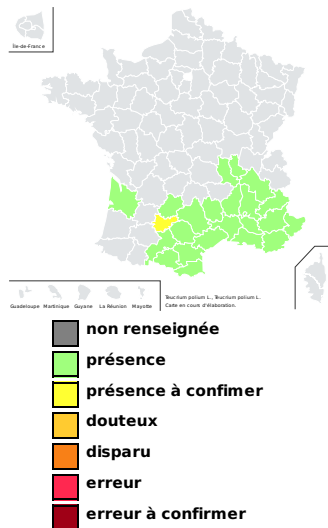 Île-de-France
Guadeloupe Martinique Guyane La Réunion Mayotte
Teucrium polium L., Teucrium polium L.
Carte en cours d'élaboration.
non renseignée
présence
présence à confimer
douteux
disparu
erreur
erreur à confirmer